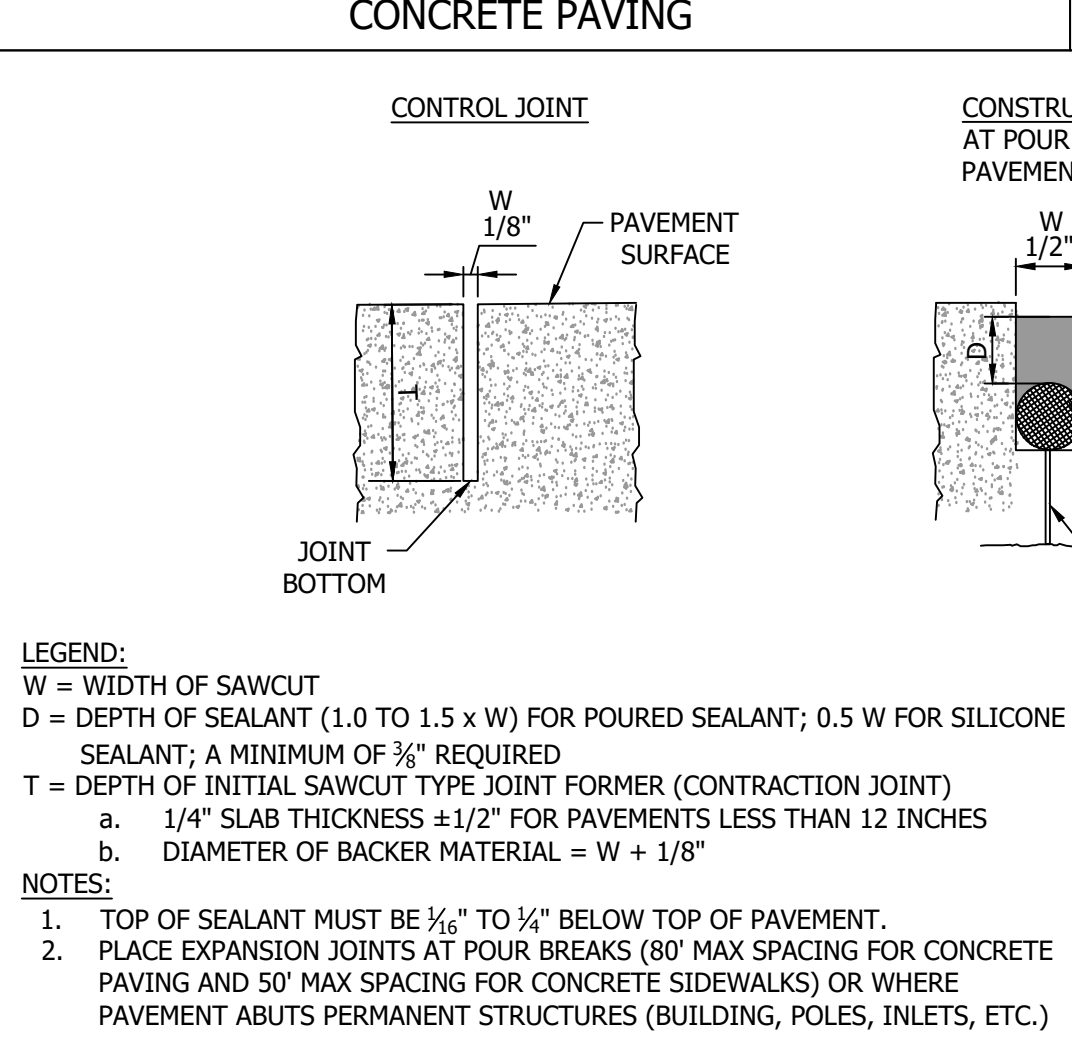 CONCRETE PAVING
CONTROL JOINT
W
1/8"
PAVEMENT
SURFACE
T
JOINT
BOTTOM
AT POUR
W
1/2"
D
LEGEND:
W = WIDTH OF SAWCUT
D = DEPTH OF SEALANT (1.0 TO 1.5 x W) FOR POURED SEALANT; 0.5 W FOR SILICONE
SEALANT; A MINIMUM OF ⅜" REQUIRED
T = DEPTH OF INITIAL SAWCUT TYPE JOINT FORMER (CONTRACTION JOINT)
a. 1/4" SLAB THICKNESS ±1/2" FOR PAVEMENTS LESS THAN 12 INCHES
b. DIAMETER OF BACKER MATERIAL = W + 1/8"
NOTES:
1. TOP OF SEALANT MUST BE 1⁄16" TO ¼" BELOW TOP OF PAVEMENT.
2. PLACE EXPANSION JOINTS AT POUR BREAKS (80' MAX SPACING FOR CONCRETE
PAVING AND 50' MAX SPACING FOR CONCRETE SIDEWALKS) OR WHERE
PAVEMENT ABUTS PERMANENT STRUCTURES (BUILDING, POLES, INLETS, ETC.)